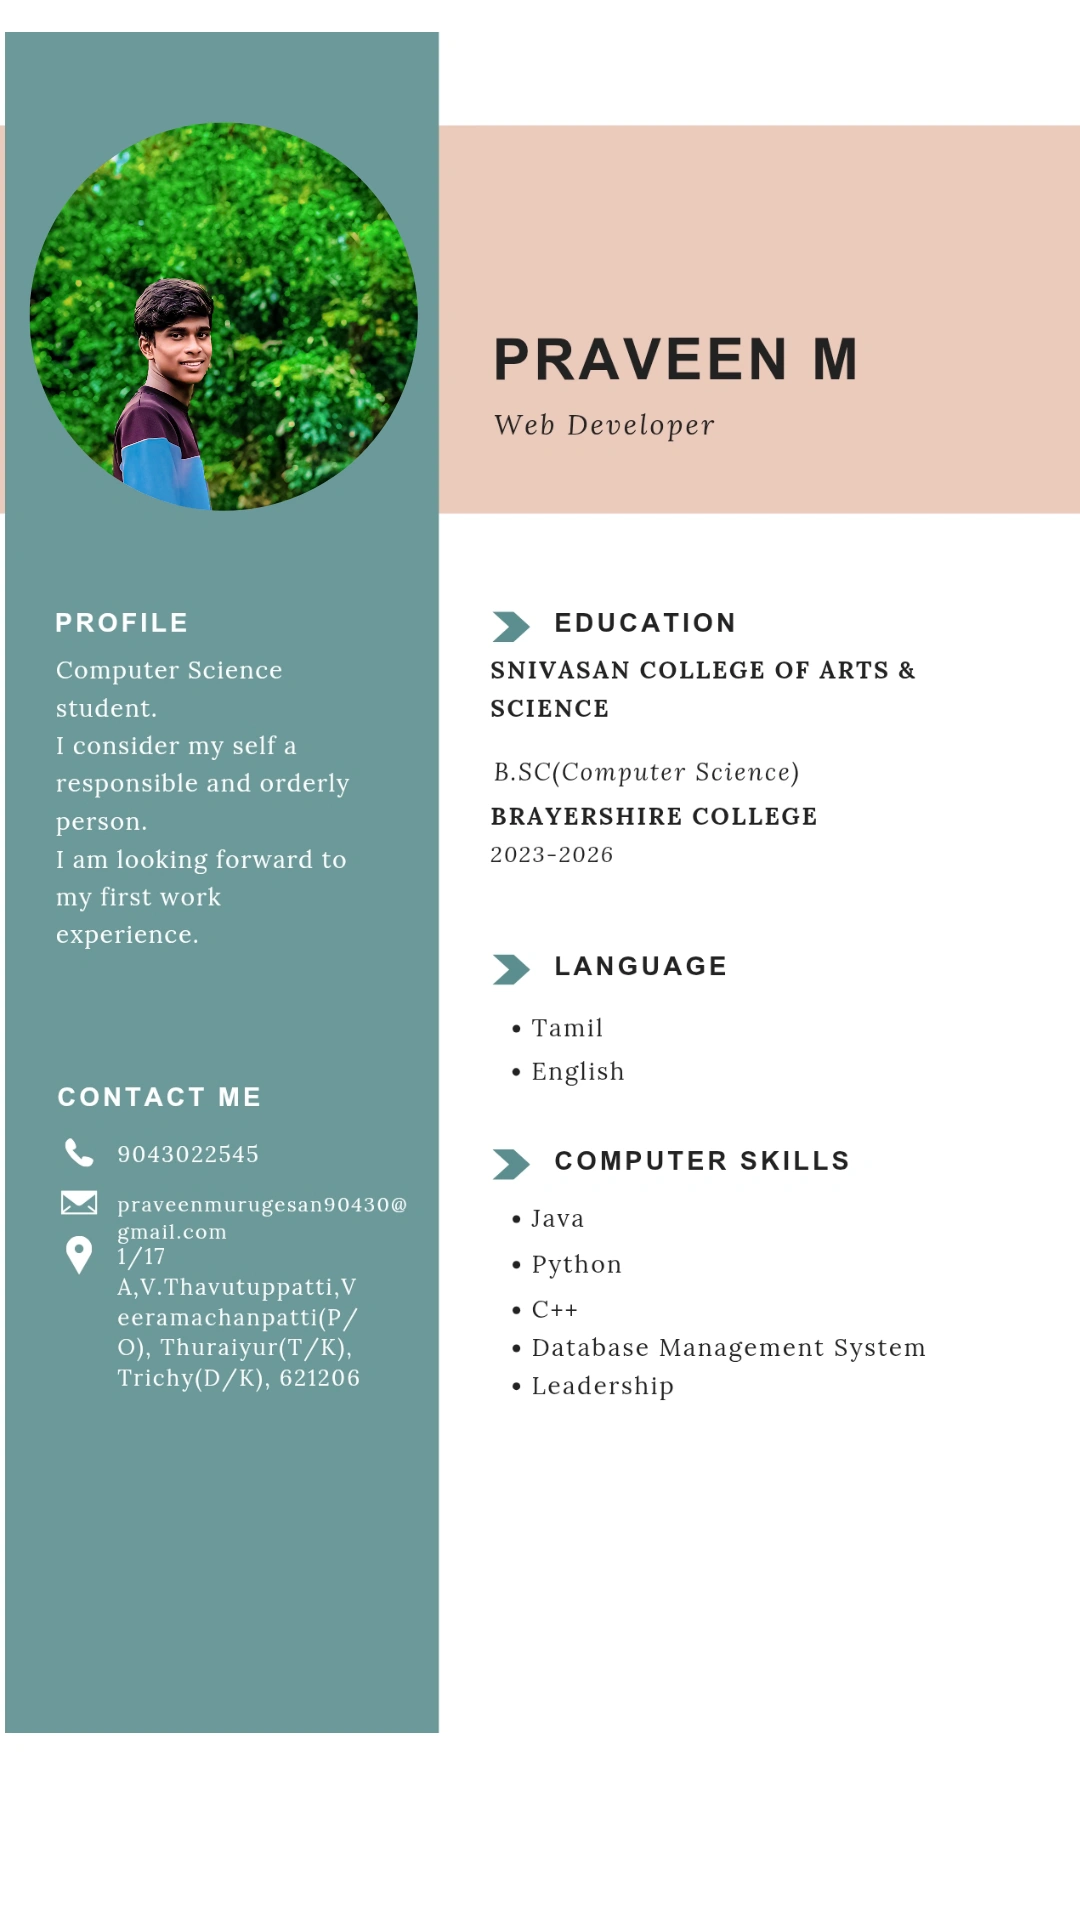 PRAVEEN M
Web Developer
PROFILE
Computer Science
student.
I consider my self a
responsible and orderly
person.
I am looking forward to
my first work
experience.
CONTACT ME
9043022545
praveenmurugesan90430@
gmail.com
1/17
A,V.Thavutuppatti,V
eeramachanpatti(P/
O), Thuraiyur(T/K),
Trichy(D/K), 621206
EDUCATION
SNIVASAN COLLEGE OF ARTS &
SCIENCE
B.SC(Computer Science)
BRAYERSHIRE COLLEGE
2023-2026
LANGUAGE
• Tamil
• English
COMPUTER SKILLS
• Java
• Python
• C++
• Database Management System
• Leadership